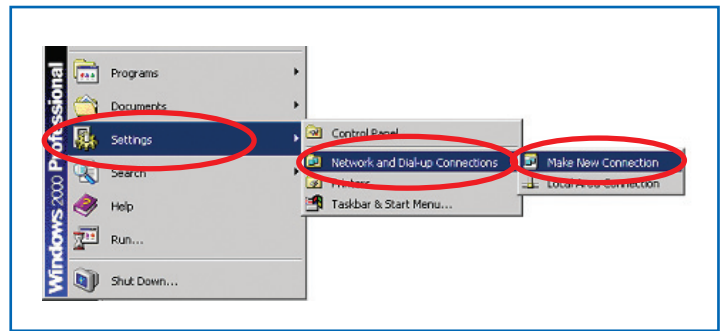 Windows 2000 Professional
Programs
Documents
Settings
Search
Help
Run...
Shut Down...
Control Panel
Network and Dial-up Connections
Printers
Taskbar & Start Menu...
Make New Connection
Local Area Connection